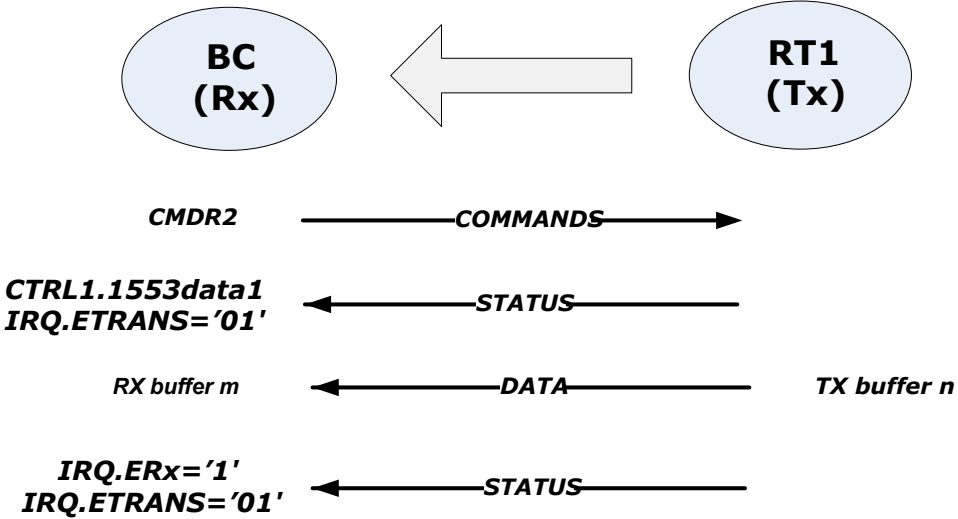 BC
(Rx)
RT1
(Tx)
CMDR2
COMMANDS
CTRL1.1553data1
IRQ.ETRANS=’01'
STATUS
RX buffer m
DATA
TX buffer n
IRQ.ERx=’1'
IRQ.ETRANS=’01'
STATUS